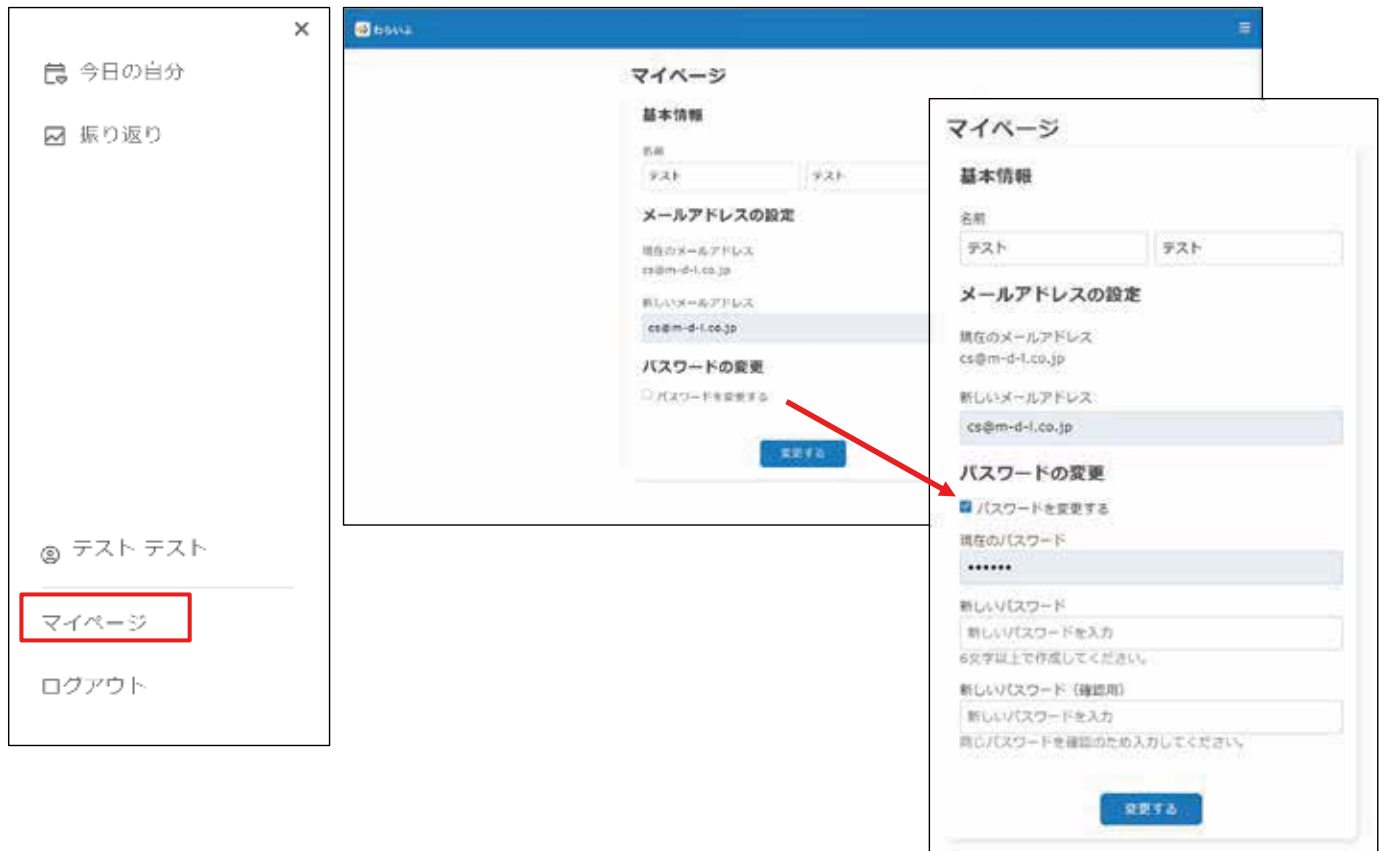 今日の自分
振り返り
テスト テスト
マイページ
ログアウト
わらいふ
マイページ
基本情報
名前
テスト テスト
メールアドレスの設定
現在のメールアドレス
cs@m-d-l.co.jp
新しいメールアドレス
cs@m-d-l.co.jp
パスワードの変更
パスワードを変更する
変更する
マイページ
基本情報
名前
テスト テスト
メールアドレスの設定
現在のメールアドレス
cs@m-d-l.co.jp
新しいメールアドレス
cs@m-d-l.co.jp
パスワードの変更
パスワードを変更する
現在のパスワード
••••••
新しいパスワード
新しいパスワードを入力
6文字以上で作成してください。
新しいパスワード（確認用）
新しいパスワードを入力
同じパスワードを確認のため入力してください。
変更する